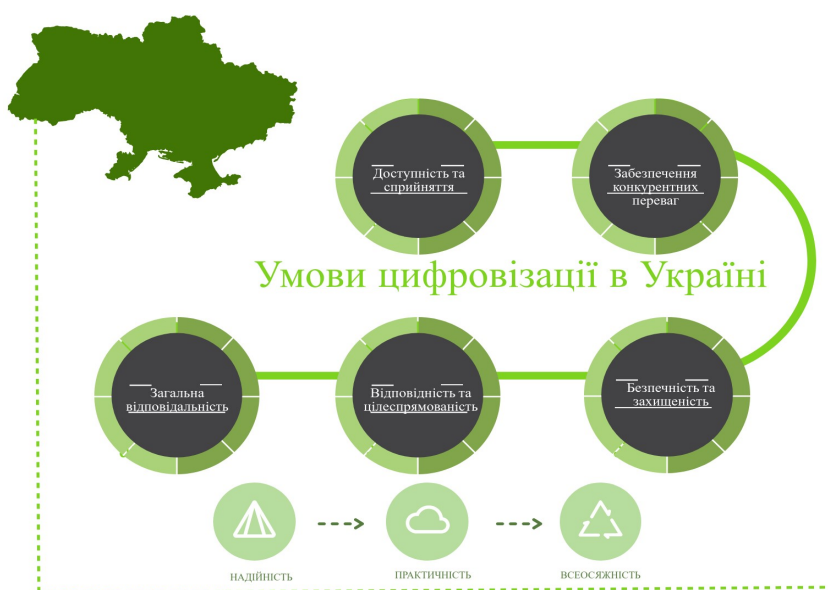 Доступність та
сприйняття
Забезпечення
конкурентних
переваг
Умови цифровізації в Україні
Загальна
відповідальність
Відповідність та
цілеспрямованість
Безпечність та
захищеність
НАДІЙНІСТЬ
ПРАКТИЧНІСТЬ
ВСЕОСЯЖНІСТЬ